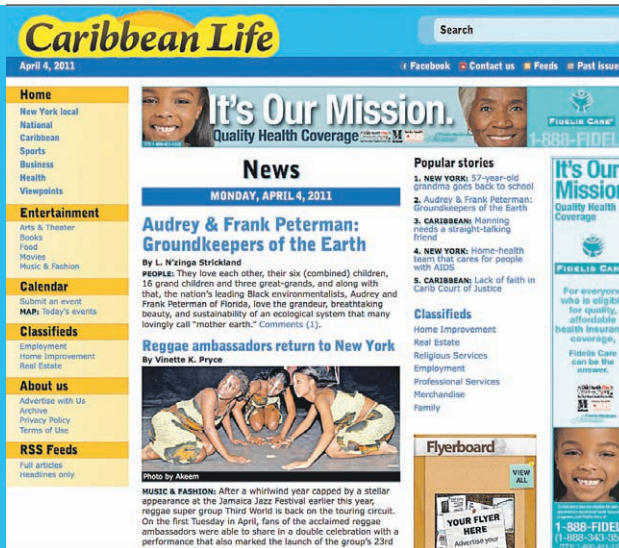 Caribbean Life
Search
April 4, 2011
Facebook
Contact us
Feeds
Past issue
Home
New York local
National
Caribbean
Sports
Business
Health
Viewpoints
Entertainment
Arts & Theater
Books
Food
Movies
Music & Fashion
Calendar
Submit an event
MAP: Today's events
Classifieds
Employment
Home Improvement
Real Estate
About us
Advertise with Us
Archive
Privacy Policy
Terms of Use
RSS Feeds
Full articles
Headlines only
It's Our Mission.
Quality Health Coverage
FIDELIS CARE
1-888-FIDEL
News
MONDAY, APRIL 4, 2011
Audrey & Frank Peterman:
Groundkeepers of the Earth
By L. N'zinga Strickland
PEOPLE: They love each other, their six (combined) children,
16 grand children and three great-grands, and along with
that, the nation's leading Black environmentalists, Audrey and
Frank Peterman of Florida, love the grandeur, breathtaking
beauty, and sustainability of an ecological system that many
lovingly call "mother earth." Comments (1).
Reggae ambassadors return to New York
By Vinette K. Pryce
Photo by Akeem
MUSIC & FASHION: After a whirlwind year capped by a stellar
appearance at the Jamaica Jazz Festival earlier this year,
reggae super group Third World is back on the touring circuit.
On the first Tuesday in April, fans of the acclaimed reggae
ambassadors were able to share in a double celebration with a
performance that also marked the launch of the group's 23rd
Popular stories
1. NEW YORK: 57-year-old
grandma goes back to school
2. Audrey & Frank Peterman:
Groundkeepers of the Earth
3. CARIBBEAN: Manning
needs a straight-talking
friend
4. NEW YORK: Home-health
team that cares for people
with AIDS
5. CARIBBEAN: Lack of faith in
Carib Court of Justice
Classifieds
Home Improvement
Real Estate
Religious Services
Employment
Professional Services
Merchandise
Family
Flyerboard
VIEW
ALL
YOUR FLYER
HERE
Advertise your
It's Our
Mission
Quality Health
Coverage
FIDELIS CARE
For everyone
who is eligib
for quality,
affordable
health insuran
coverage,
Fidelis Care
can be the
answer.
1-888-FIDEL
(1-888-343-35